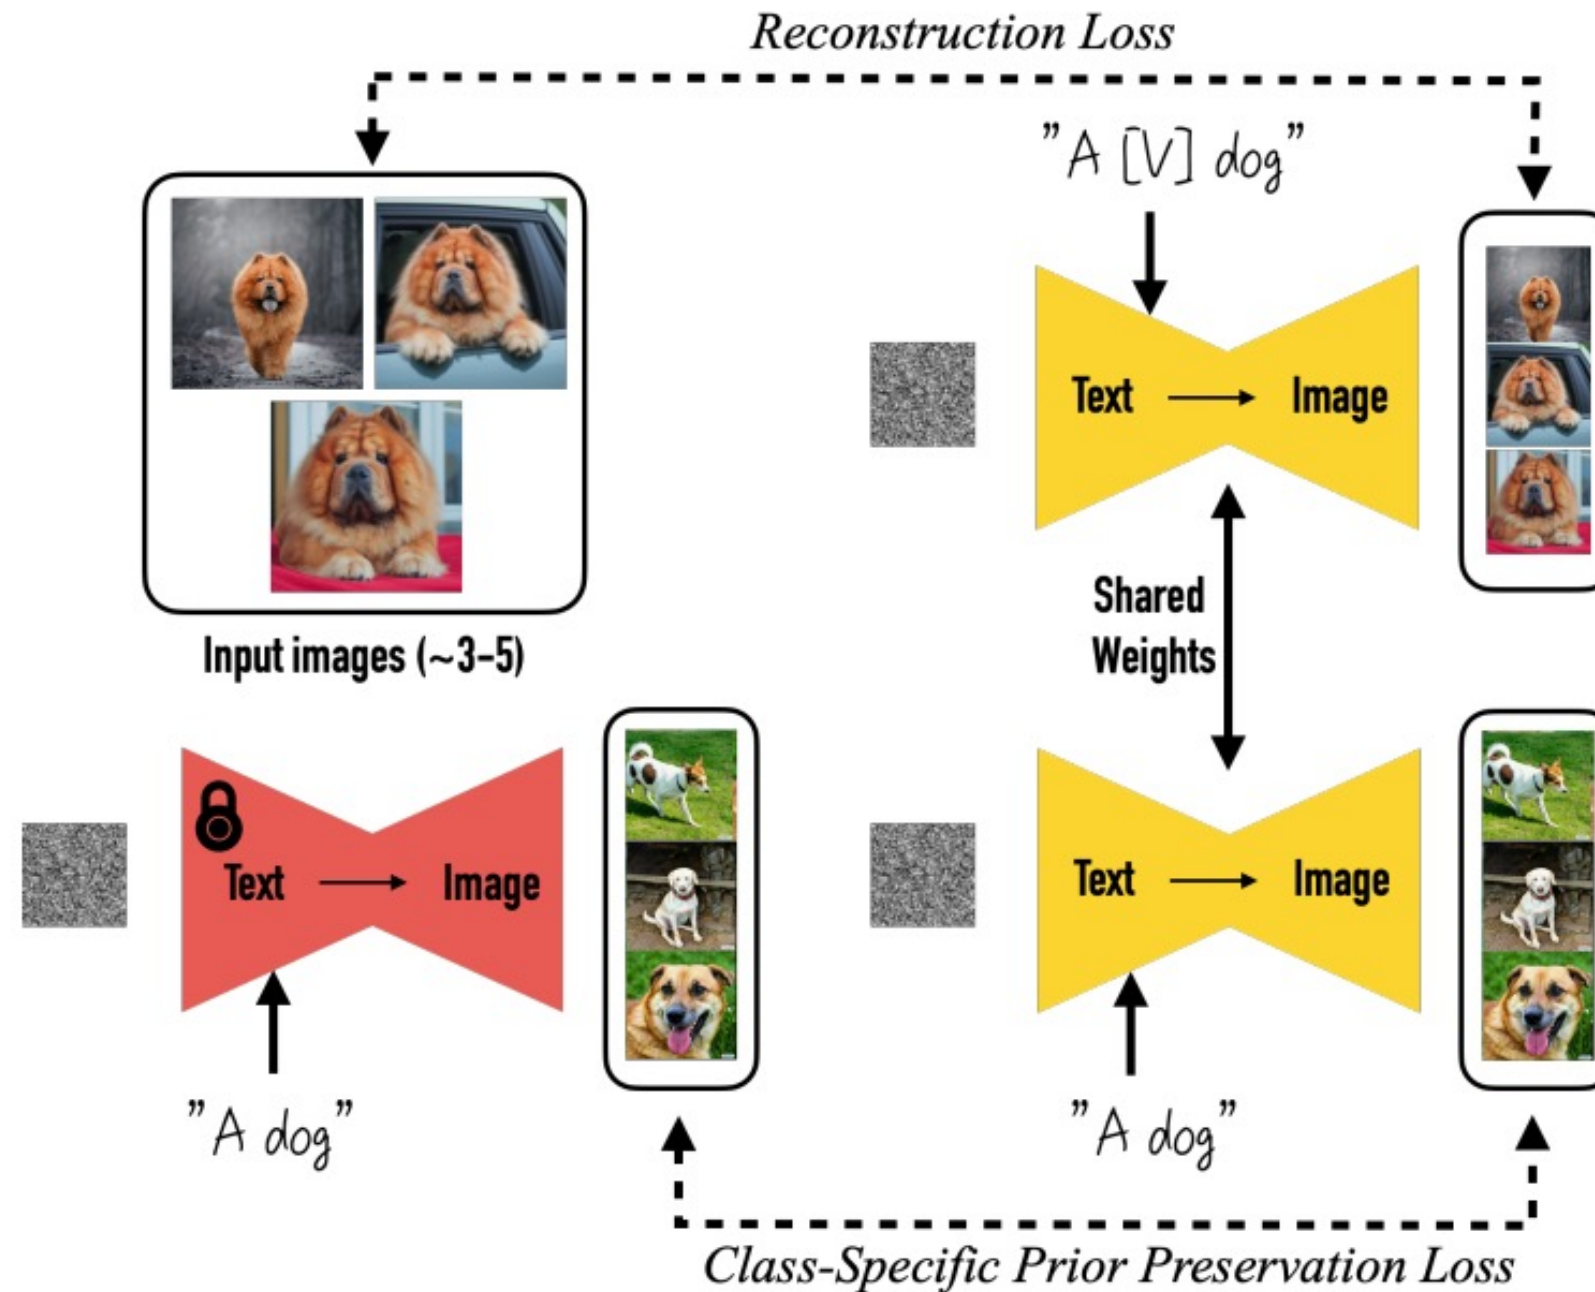 Reconstruction Loss
”A [V] dog”
Text → Image
Shared
Weights
Input images (~3–5)
Text → Image
Text → Image
”A dog”
”A dog”
Class-Specific Prior Preservation Loss